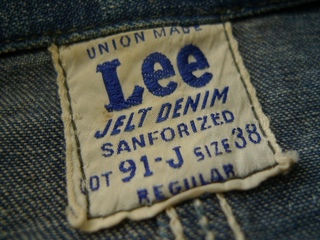 UNION MADE
Lee
JELT DENIM
SANFORIZED
LOT 91-J SIZE 38
REGULAR